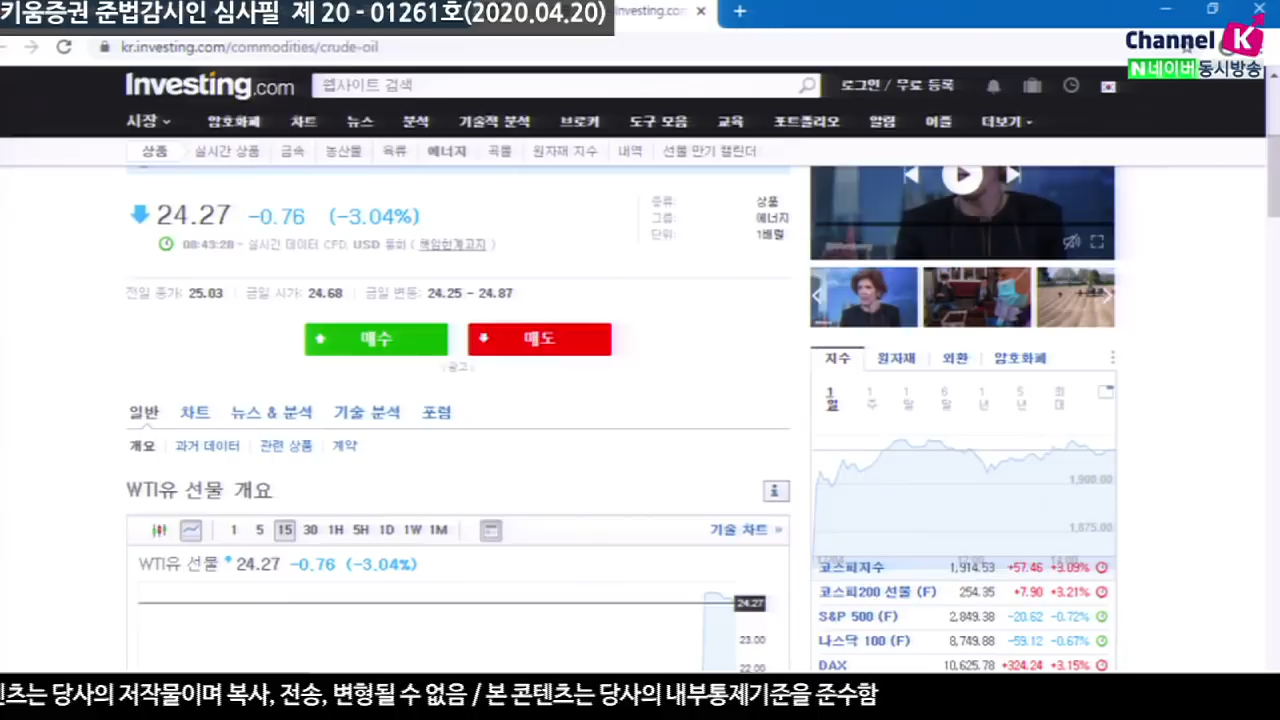 키움증권 준법감시인 심사필 제 20 - 01261호(2020.04.20)
investing.com
Channel K
N 네이버 동시방송
kr.investing.com/commodities/crude-oil
Investing.com
웹사이트 검색
로그인 / 무료 등록
시장 암호화폐 차트 뉴스 분석 기술적 분석 브로커 도구 모음 교육 포트폴리오 알림 어플 더보기
상품 실시간 상품 금속 농산물 육류 에너지 곡물 원자재 지수 내역 선물 만기 캘린더
24.27 -0.76 (-3.04%)
08:43:28 - 실시간 데이터 CFD, USD 통화 ( 책임한계고지 )
종류: 상품
그룹: 에너지
단위: 1배럴
전일 종가: 25.03 금일 시가: 24.68 금일 변동: 24.25 - 24.87
매수 매도
광고
일반 차트 뉴스 & 분석 기술 분석 포럼
개요 과거 데이터 관련 상품 계약
WTI유 선물 개요
1 5 15 30 1H 5H 1D 1W 1M
기술 차트 »
WTI유 선물 24.27 -0.76 (-3.04%)
24.27
23.00
22.00
지수 원자재 외환 암호화폐
1일 1주 1달 6달 1년 5년 최대
1,900.00
1,875.00
코스피지수 1,914.53 +57.46 +3.09%
코스피200 선물 (F) 254.35 +7.90 +3.21%
S&P 500 (F) 2,849.38 -20.62 -0.72%
나스닥 100 (F) 8,749.88 -59.12 -0.67%
DAX 10,625.78 +324.24 +3.15%
텐츠는 당사의 저작물이며 복사, 전송, 변형될 수 없음 / 본 콘텐츠는 당사의 내부통제기준을 준수함